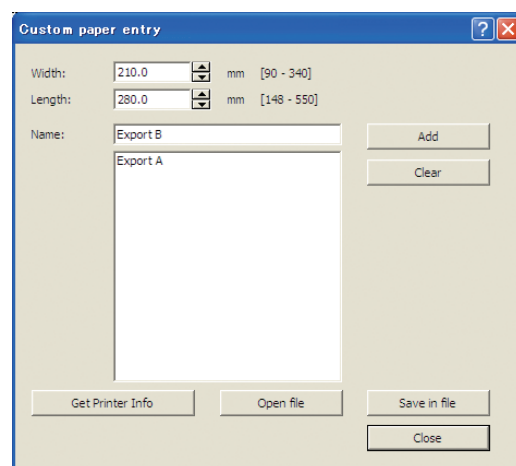 Custom paper entry
Width: 210.0 mm [90 - 340]
Length: 280.0 mm [148 - 550]
Name: Export B Add
Export A Clear
Get Printer Info Open file Save in file
Close